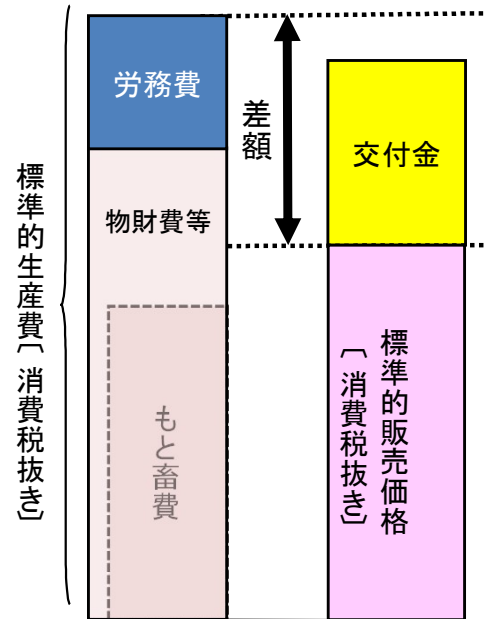 標準的生産費〔消費税抜き〕
労務費
物財費等
もと畜費
差額
交付金
標準的販売価格
〔消費税抜き〕